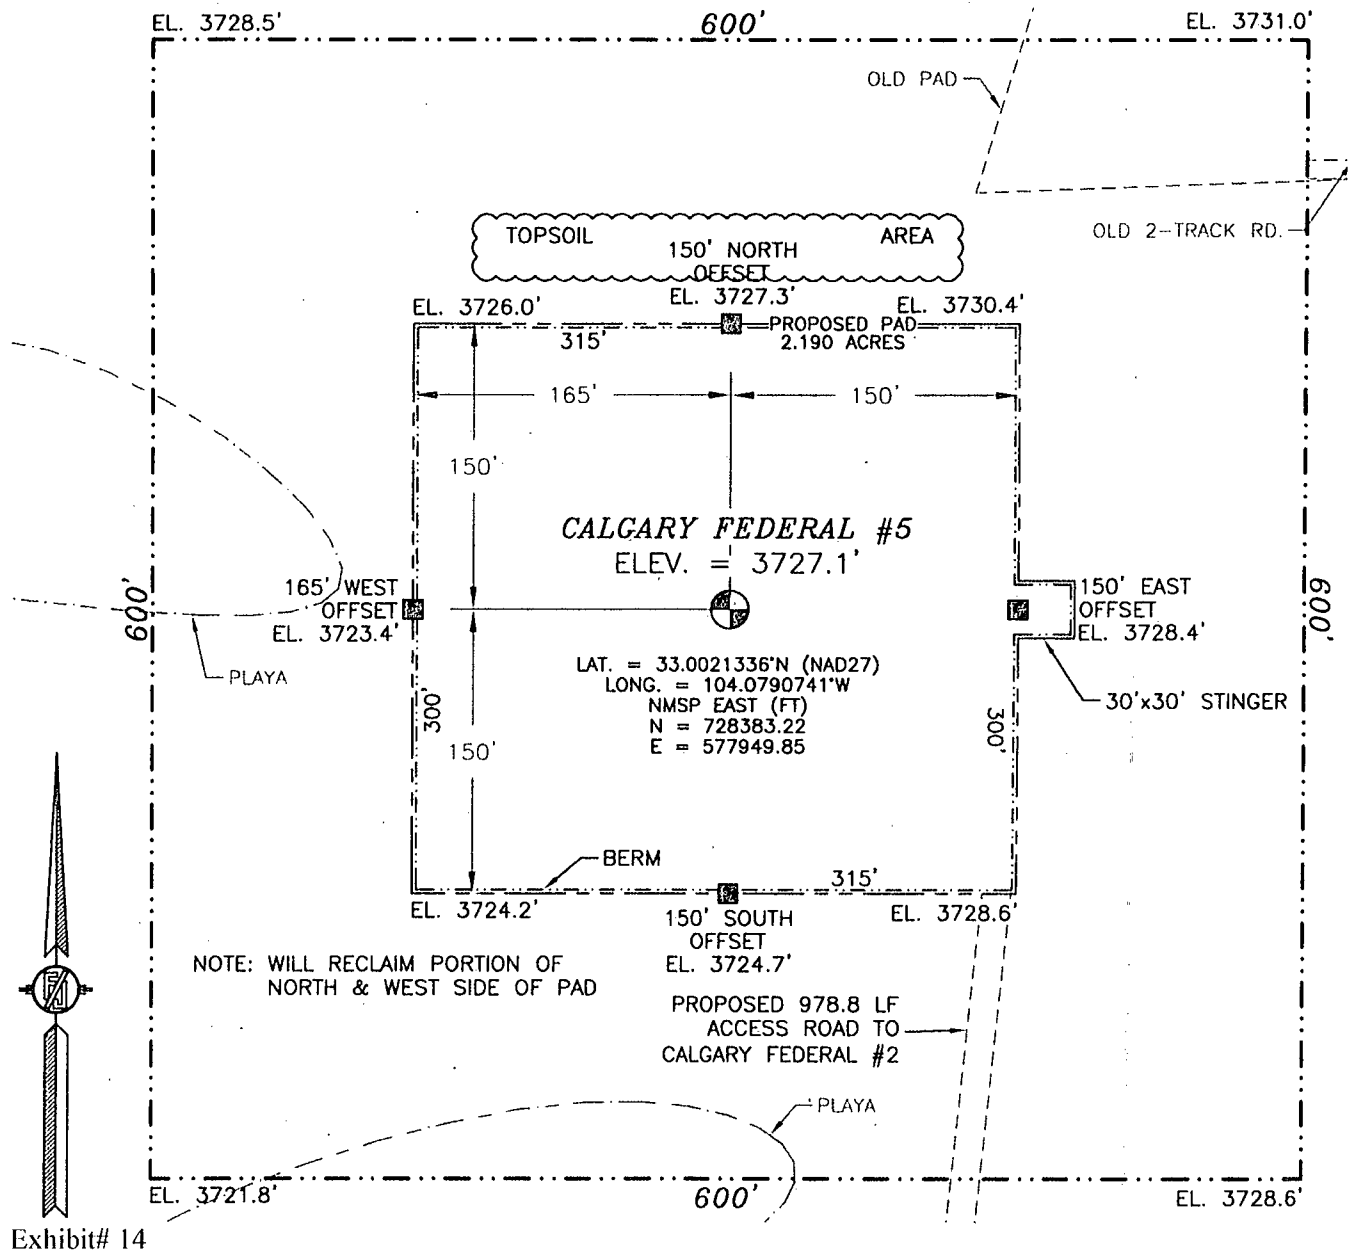 EL. 3728.5'
600'
EL. 3731.0'
OLD PAD
OLD 2-TRACK RD.
TOPSOIL AREA
150' NORTH
OFFSET
EL. 3727.3'
EL. 3726.0'
EL. 3730.4'
PROPOSED PAD
2.190 ACRES
315'
165'
150'
150'
CALGARY FEDERAL #5
ELEV. = 3727.1'
600'
165' WEST
OFFSET
EL. 3723.4'
150' EAST
OFFSET
EL. 3728.4'
600'
PLAYA
LAT. = 33.0021336°N (NAD27)
LONG. = 104.0790741°W
NMSP EAST (FT)
N = 728383.22
E = 577949.85
30'x30' STINGER
300'
150'
300'
BERM
315'
EL. 3724.2'
150' SOUTH
OFFSET
EL. 3724.7'
EL. 3728.6'
NOTE: WILL RECLAIM PORTION OF
NORTH & WEST SIDE OF PAD
PROPOSED 978.8 LF
ACCESS ROAD TO
CALGARY FEDERAL #2
PLAYA
EL. 3721.8'
600'
EL. 3728.6'
Exhibit# 14